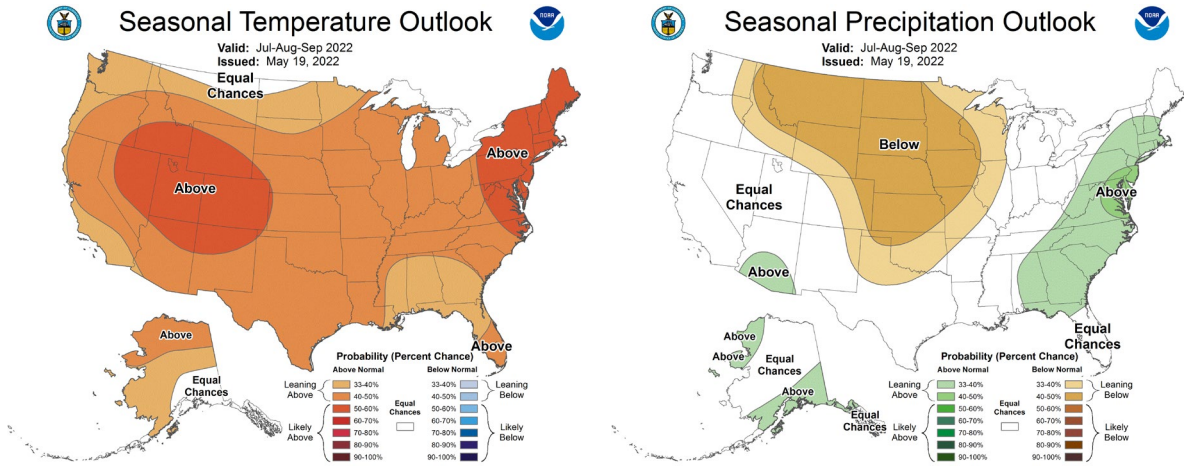 Seasonal Temperature Outlook
NOAA
Valid: Jul-Aug-Sep 2022
Issued: May 19, 2022
Equal
Chances
Above
Above
Above
Above
Equal
Chances
Probability (Percent Chance)
Above Normal
Below Normal
Leaning
Above
33-40%
40-50%
Likely
Above
50-60%
60-70%
70-80%
80-90%
90-100%
Equal
Chances
33-40%
40-50%
Leaning
Below
50-60%
60-70%
70-80%
80-90%
90-100%
Likely
Below
Seasonal Precipitation Outlook
NOAA
Valid: Jul-Aug-Sep 2022
Issued: May 19, 2022
Below
Equal
Chances
Above
Above
Equal
Chances
Above
Above
Equal
Chances
Above
Equal
Chances
Probability (Percent Chance)
Above Normal
Below Normal
Leaning
Above
33-40%
40-50%
Likely
Above
50-60%
60-70%
70-80%
80-90%
90-100%
Equal
Chances
33-40%
40-50%
Leaning
Below
50-60%
60-70%
70-80%
80-90%
90-100%
Likely
Below